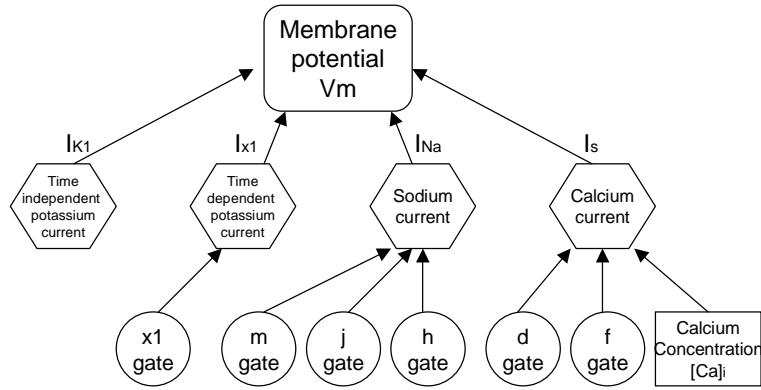 Membrane
potential
Vm
IK1
Ix1
INa
Is
Time
independent
potassium
current
Time
dependent
potassium
current
Sodium
current
Calcium
current
x1
gate
m
gate
j
gate
h
gate
d
gate
f
gate
Calcium
Concentration
[Ca]i